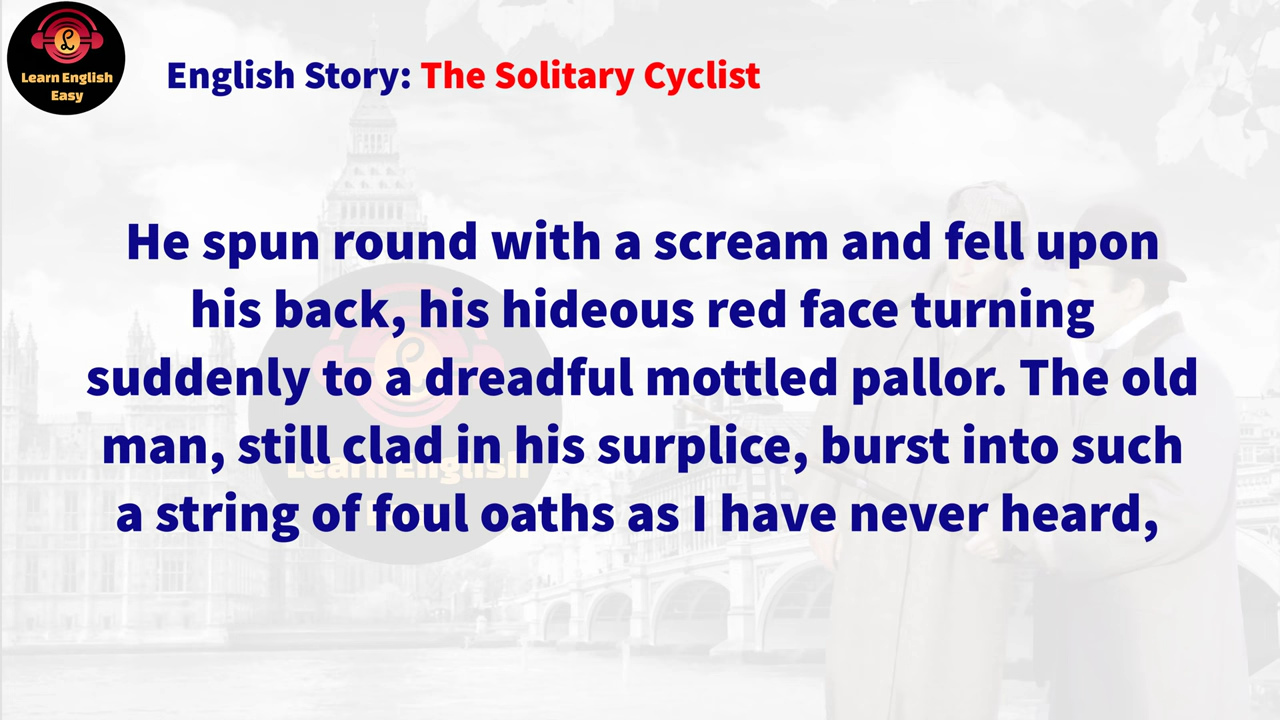 Learn English
Easy
English Story: The Solitary Cyclist
He spun round with a scream and fell upon
his back, his hideous red face turning
suddenly to a dreadful mottled pallor. The old
man, still clad in his surplice, burst into such
a string of foul oaths as I have never heard,
Learn English